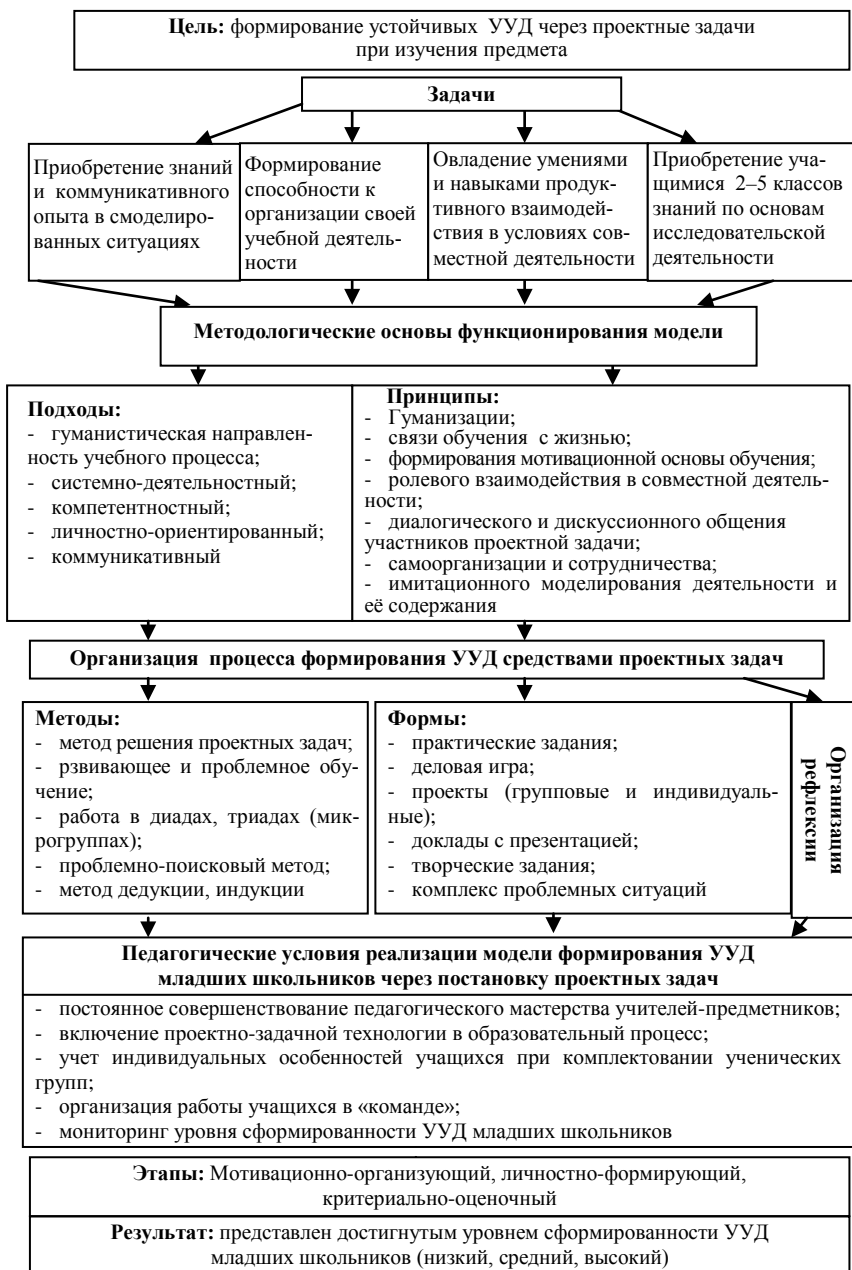 Цель: формирование устойчивых УУД через проектные задачи
при изучения предмета
Задачи
Приобретение знаний
и коммуникативного
опыта в смоделиро-
ванных ситуациях
Формирование
способности к
организации своей
учебной деятель-
ности
Овладение умениями
и навыками продук-
тивного взаимодей-
ствия в условиях сов-
местной деятельности
Приобретение уча-
щимися 2–5 классов
знаний по основам
исследовательской
деятельности
Методологические основы функционирования модели
Подходы:
- гуманистическая направлен-
ность учебного процесса;
- системно-деятельностный;
- компетентностный;
- личностно-ориентированный;
- коммуникативный
Принципы:
- Гуманизации;
- связи обучения с жизнью;
- формирования мотивационной основы обучения;
- ролевого взаимодействия в совместной деятель-
ности;
- диалогического и дискуссионного общения
участников проектной задачи;
- самоорганизации и сотрудничества;
- имитационного моделирования деятельности и
её содержания
Организация процесса формирования УУД средствами проектных задач
Методы:
- метод решения проектных задач;
- рзвивающее и проблемное обу-
чение;
- работа в диадах, триадах (мик-
рогруппах);
- проблемно-поисковый метод;
- метод дедукции, индукции
Формы:
- практические задания;
- деловая игра;
- проекты (групповые и индивидуаль-
ные);
- доклады с презентацией;
- творческие задания;
- комплекс проблемных ситуаций
Организация
рефлексии
Педагогические условия реализации модели формирования УУД
младших школьников через постановку проектных задач
- постоянное совершенствование педагогического мастерства учителей-предметников;
- включение проектно-задачной технологии в образовательный процесс;
- учет индивидуальных особенностей учащихся при комплектовании ученических
групп;
- организация работы учащихся в «команде»;
- мониторинг уровня сформированности УУД младших школьников
Этапы: Мотивационно-организующий, личностно-формирующий,
критериально-оценочный
Результат: представлен достигнутым уровнем сформированности УУД
младших школьников (низкий, средний, высокий)